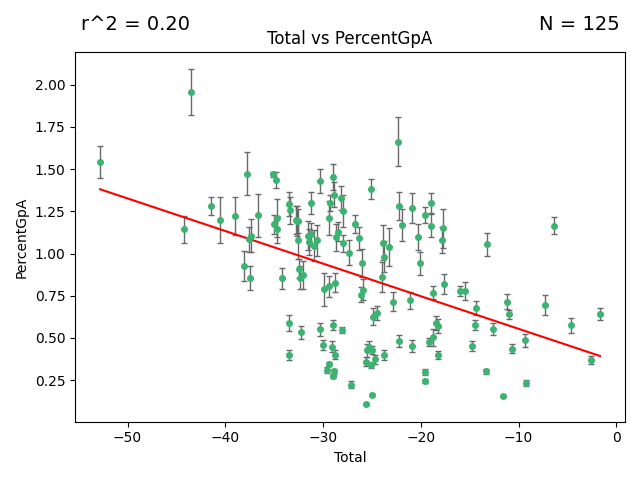 r^2 = 0.20
N = 125
Total vs PercentGpA
PercentGpA
2.00
1.75
1.50
1.25
1.00
0.75
0.50
0.25
−50
−40
−30
−20
−10
0
Total